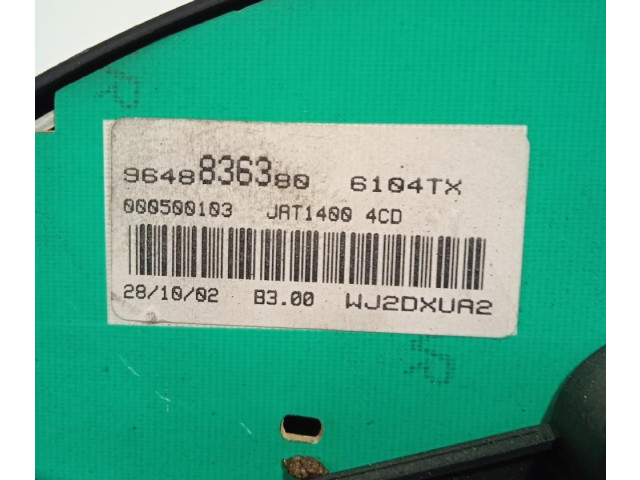 9648836380 6104TX
000500103 JAT1400 4CD
28/10/02 B3.00 WJ2DXUA2
R
R